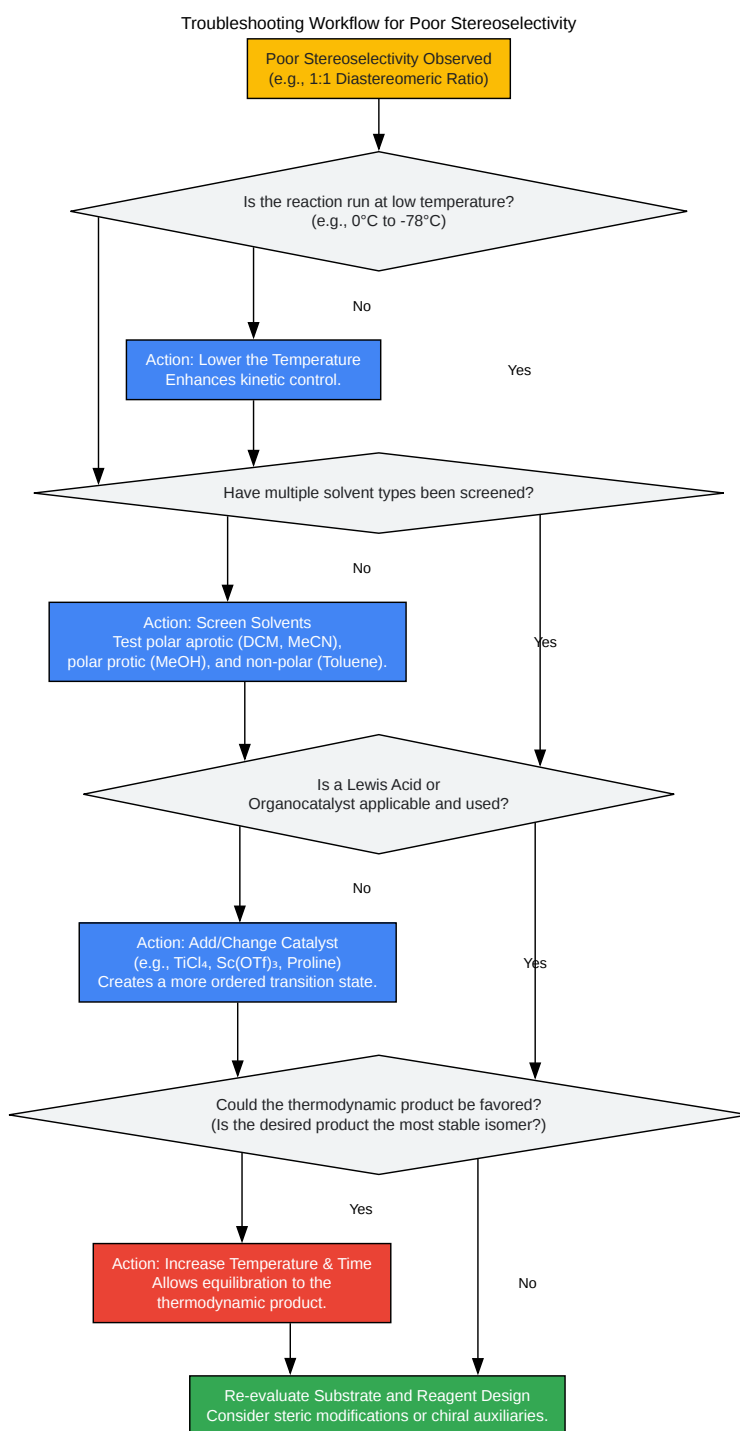 Troubleshooting Workflow for Poor Stereoselectivity
Poor Stereoselectivity Observed
(e.g., 1:1 Diastereomeric Ratio)
Is the reaction run at low temperature?
(e.g., 0°C to -78°C)
No
Action: Lower the Temperature
Enhances kinetic control.
Yes
Have multiple solvent types been screened?
No
Action: Screen Solvents
Test polar aprotic (DCM, MeCN),
polar protic (MeOH), and non-polar (Toluene).
Yes
Is a Lewis Acid or
Organocatalyst applicable and used?
No
Action: Add/Change Catalyst
(e.g., TiCl₄, Sc(OTf)₃, Proline)
Creates a more ordered transition state.
Yes
Could the thermodynamic product be favored?
(Is the desired product the most stable isomer?)
Yes
Action: Increase Temperature & Time
Allows equilibration to the
thermodynamic product.
No
Re-evaluate Substrate and Reagent Design
Consider steric modifications or chiral auxiliaries.